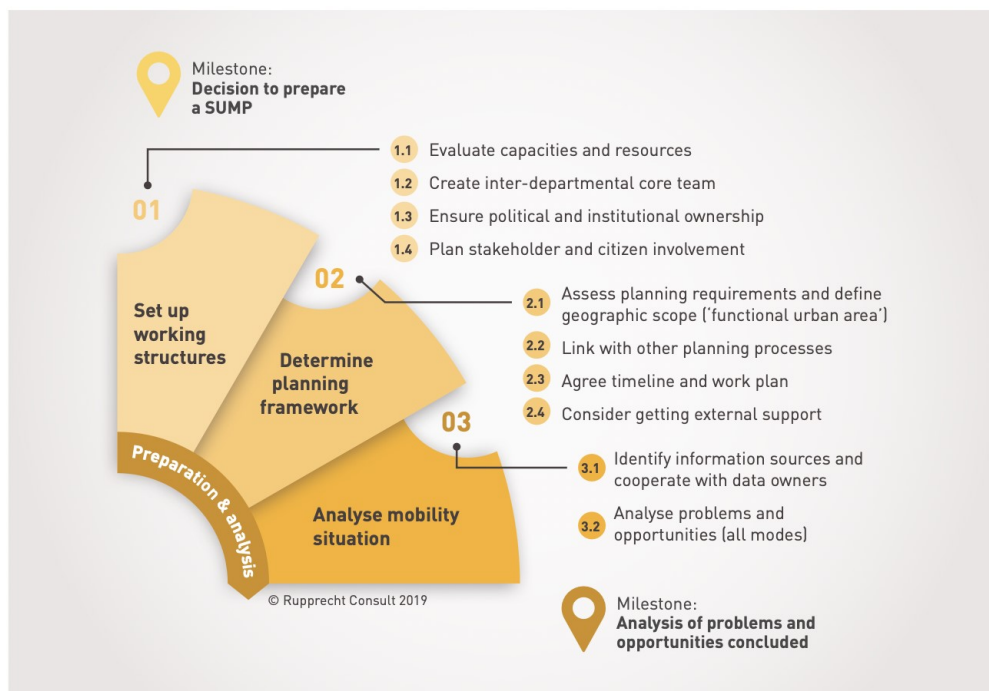 Milestone:
Decision to prepare
a SUMP
1.1 Evaluate capacities and resources
1.2 Create inter-departmental core team
1.3 Ensure political and institutional ownership
1.4 Plan stakeholder and citizen involvement
01
Set up
working
structures
02
2.1 Assess planning requirements and define
geographic scope (‘functional urban area’)
2.2 Link with other planning processes
2.3 Agree timeline and work plan
2.4 Consider getting external support
Determine
planning
framework
03
3.1 Identify information sources and
cooperate with data owners
3.2 Analyse problems and
opportunities (all modes)
Analyse mobility
situation
Preparation & analysis
© Rupprecht Consult 2019
Milestone:
Analysis of problems and
opportunities concluded